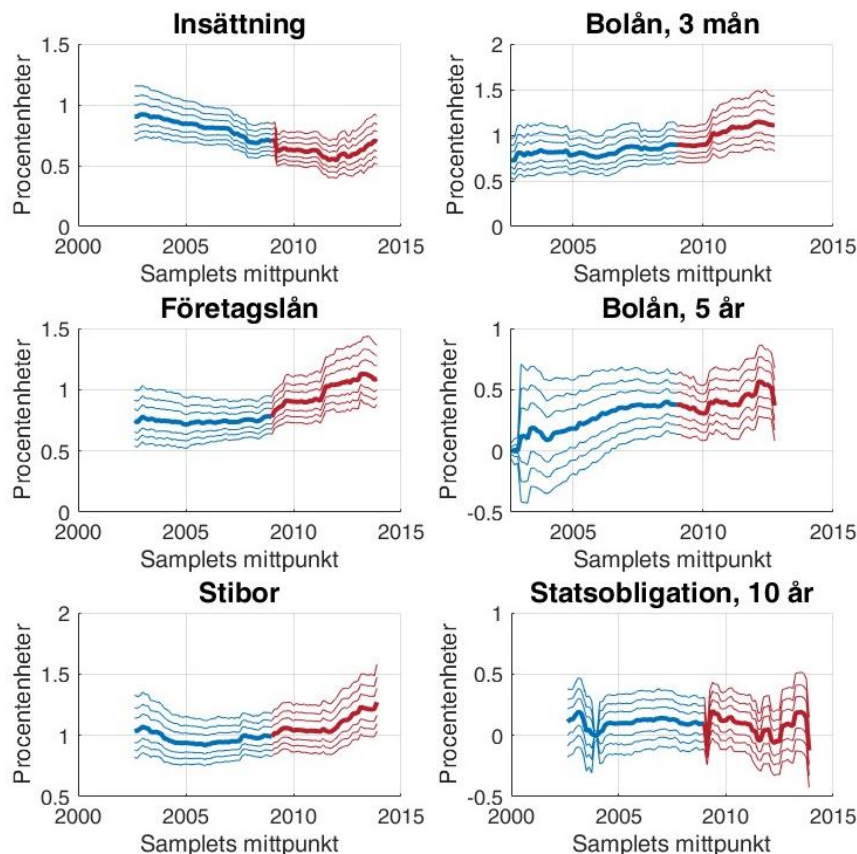 Insättning
Procentenheter
1.5
1
0.5
0
2000 2005 2010 2015
Samplets mittpunkt
Bolån, 3 mån
Procentenheter
2
1.5
1
0.5
0
2005 2010 2015
Samplets mittpunkt
Företagslån
Procentenheter
1.5
1
0.5
0
2000 2005 2010 2015
Samplets mittpunkt
Bolån, 5 år
Procentenheter
1
0.5
0
-0.5
2005 2010 2015
Samplets mittpunkt
Stibor
Procentenheter
2
1.5
1
0.5
2000 2005 2010 2015
Samplets mittpunkt
Statsobligation, 10 år
Procentenheter
1
0.5
0
-0.5
2000 2005 2010 2015
Samplets mittpunkt